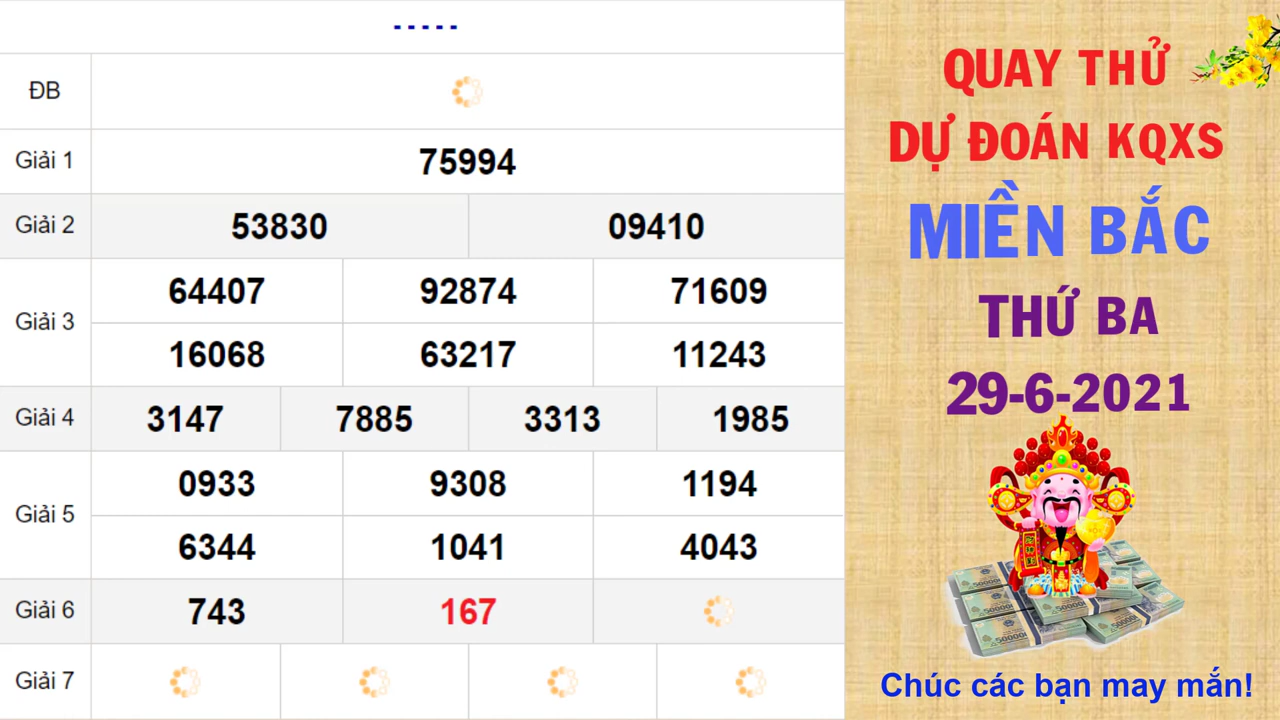 -----
ĐB
Giải 1
75994
Giải 2
53830 09410
Giải 3
64407 92874 71609
16068 63217 11243
Giải 4
3147 7885 3313 1985
Giải 5
0933 9308 1194
6344 1041 4043
Giải 6
743 167
Giải 7
QUAY THỬ
DỰ ĐOÁN KQXS
MIỀN BẮC
THỨ BA
29-6-2021
Chúc các bạn may mắn!